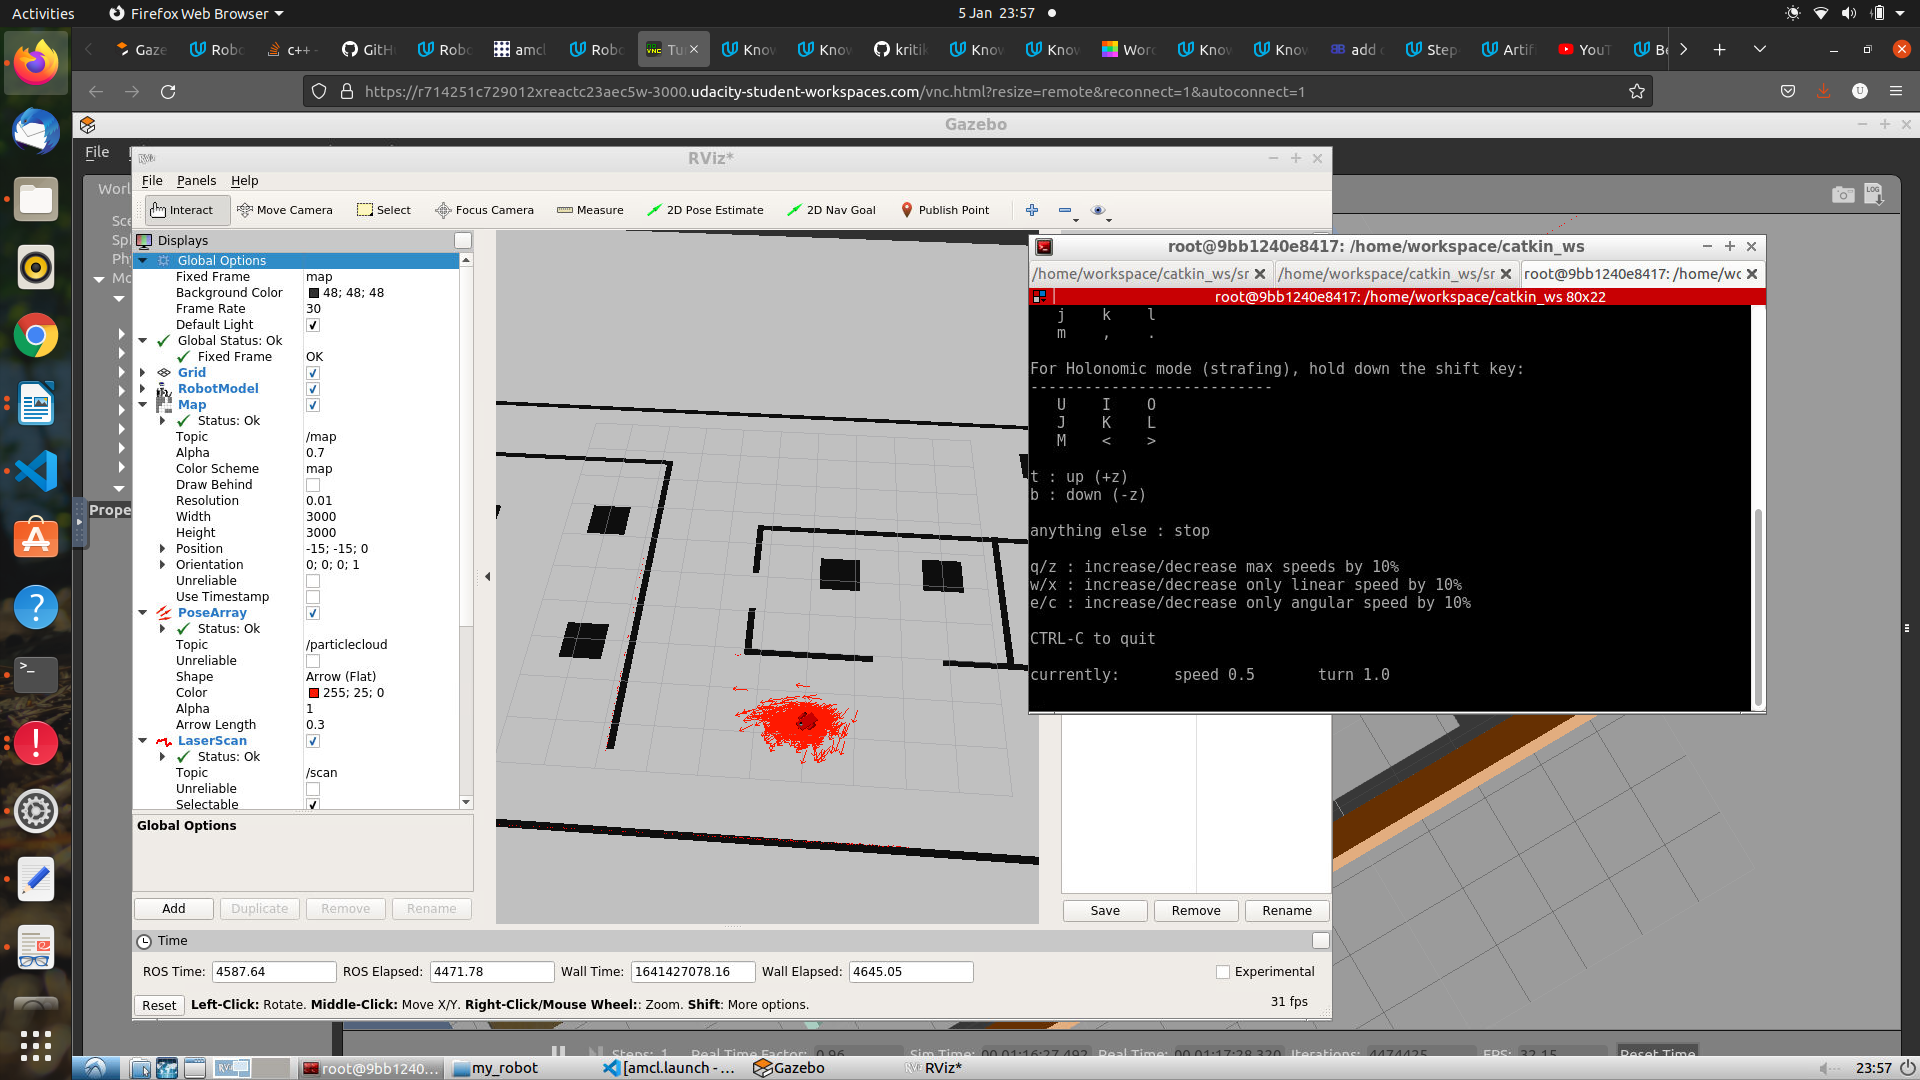 Activities
Firefox Web Browser
5 Jan 23:57
Gaze
Robo
c++
GitH
Robo
amcl
Robo
Tur
Know
Know
kritik
Know
Know
Word
Know
Know
add
Step
Artifi
YouT
Be
https://r714251c729012xreactc23aec5w-3000.udacity-student-workspaces.com/vnc.html?resize=remote&reconnect=1&autoconnect=1
Gazebo
File
RViz*
File Panels Help
Interact
Move Camera
Select
Focus Camera
Measure
2D Pose Estimate
2D Nav Goal
Publish Point
Displays
Global Options
Fixed Frame map
Background Color 48; 48; 48
Frame Rate 30
Default Light
Global Status: Ok
Fixed Frame OK
Grid
RobotModel
Map
Status: Ok
Topic /map
Alpha 0.7
Color Scheme map
Draw Behind
Resolution 0.01
Width 3000
Height 3000
Position -15; -15; 0
Orientation 0; 0; 0; 1
Unreliable
Use Timestamp
PoseArray
Status: Ok
Topic /particlecloud
Unreliable
Shape Arrow (Flat)
Color 255; 25; 0
Alpha 1
Arrow Length 0.3
LaserScan
Status: Ok
Topic /scan
Unreliable
Selectable
Global Options
Add Duplicate Remove Rename
Prope
root@9bb1240e8417: /home/workspace/catkin_ws
/home/workspace/catkin_ws/sr
/home/workspace/catkin_ws/sr
root@9bb1240e8417: /home/wo
root@9bb1240e8417: /home/workspace/catkin_ws 80x22
j k l
m , .
For Holonomic mode (strafing), hold down the shift key:
---------------------------
U I O
J K L
M < >
t : up (+z)
b : down (-z)
anything else : stop
q/z : increase/decrease max speeds by 10%
w/x : increase/decrease only linear speed by 10%
e/c : increase/decrease only angular speed by 10%
CTRL-C to quit
currently: speed 0.5 turn 1.0
Save Remove Rename
Time
ROS Time: 4587.64 ROS Elapsed: 4471.78 Wall Time: 1641427078.16 Wall Elapsed: 4645.05
Experimental
Reset
Left-Click: Rotate. Middle-Click: Move X/Y. Right-Click/Mouse Wheel:: Zoom. Shift: More options.
31 fps
Steps: 1 Real Time Factor: 0.96 Sim Time: 00 01:16:27.492 Real Time: 00 01:17:28.320 Iterations: 4474425 FPS: 32.15 Reset Time
root@9bb1240...
my_robot
[amcl.launch - ...
Gazebo
RViz*
23:57